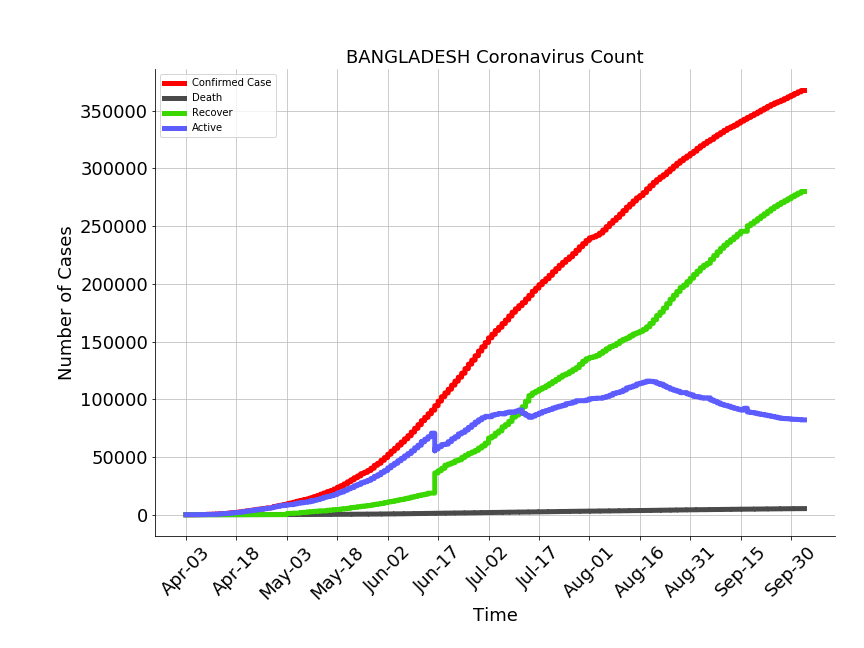 BANGLADESH Coronavirus Count
Confirmed Case
Death
Recover
Active
Number of Cases
350000
300000
250000
200000
150000
100000
50000
0
Apr-03
Apr-18
May-03
May-18
Jun-02
Jun-17
Jul-02
Jul-17
Aug-01
Aug-16
Aug-31
Sep-15
Sep-30
Time